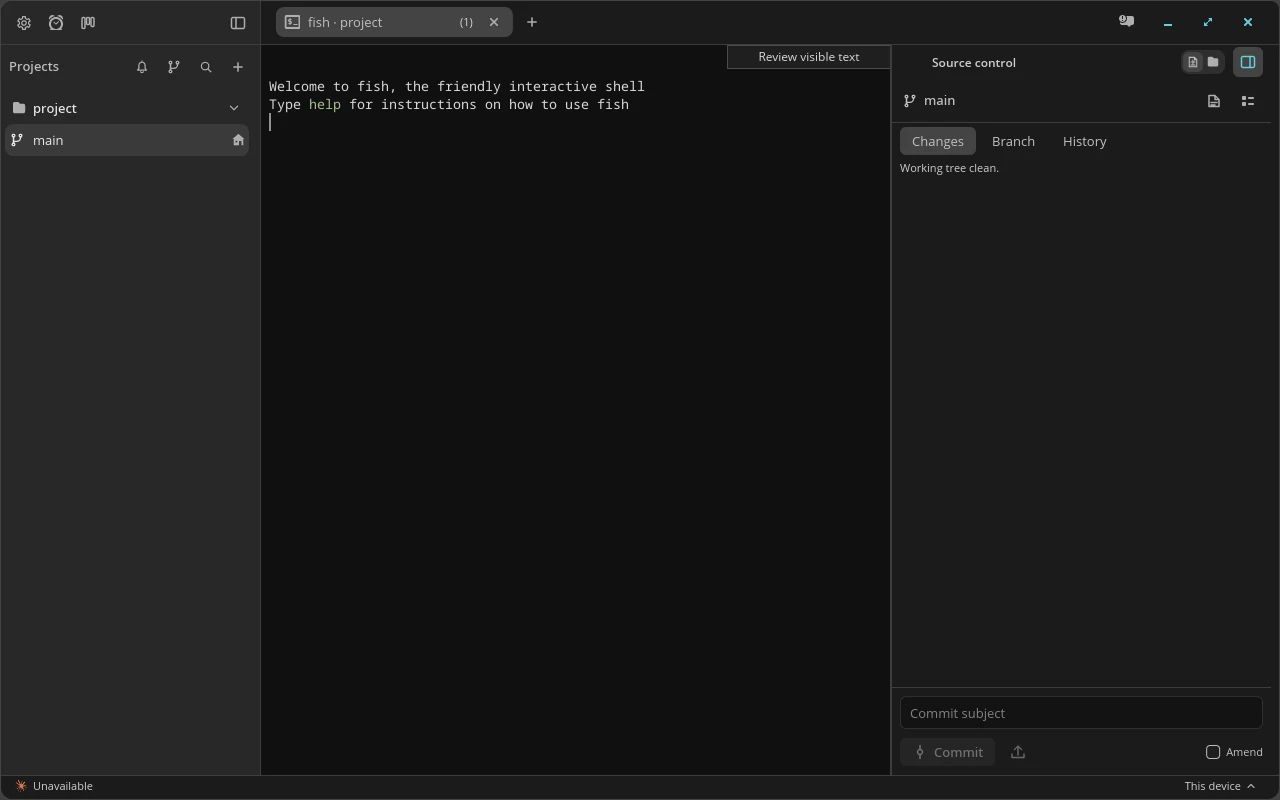 fish · project (1)
Projects
project
main
Review visible text
Welcome to fish, the friendly interactive shell
Type help for instructions on how to use fish
Source control
main
Changes Branch History
Working tree clean.
Commit subject
Commit
Amend
Unavailable
This device